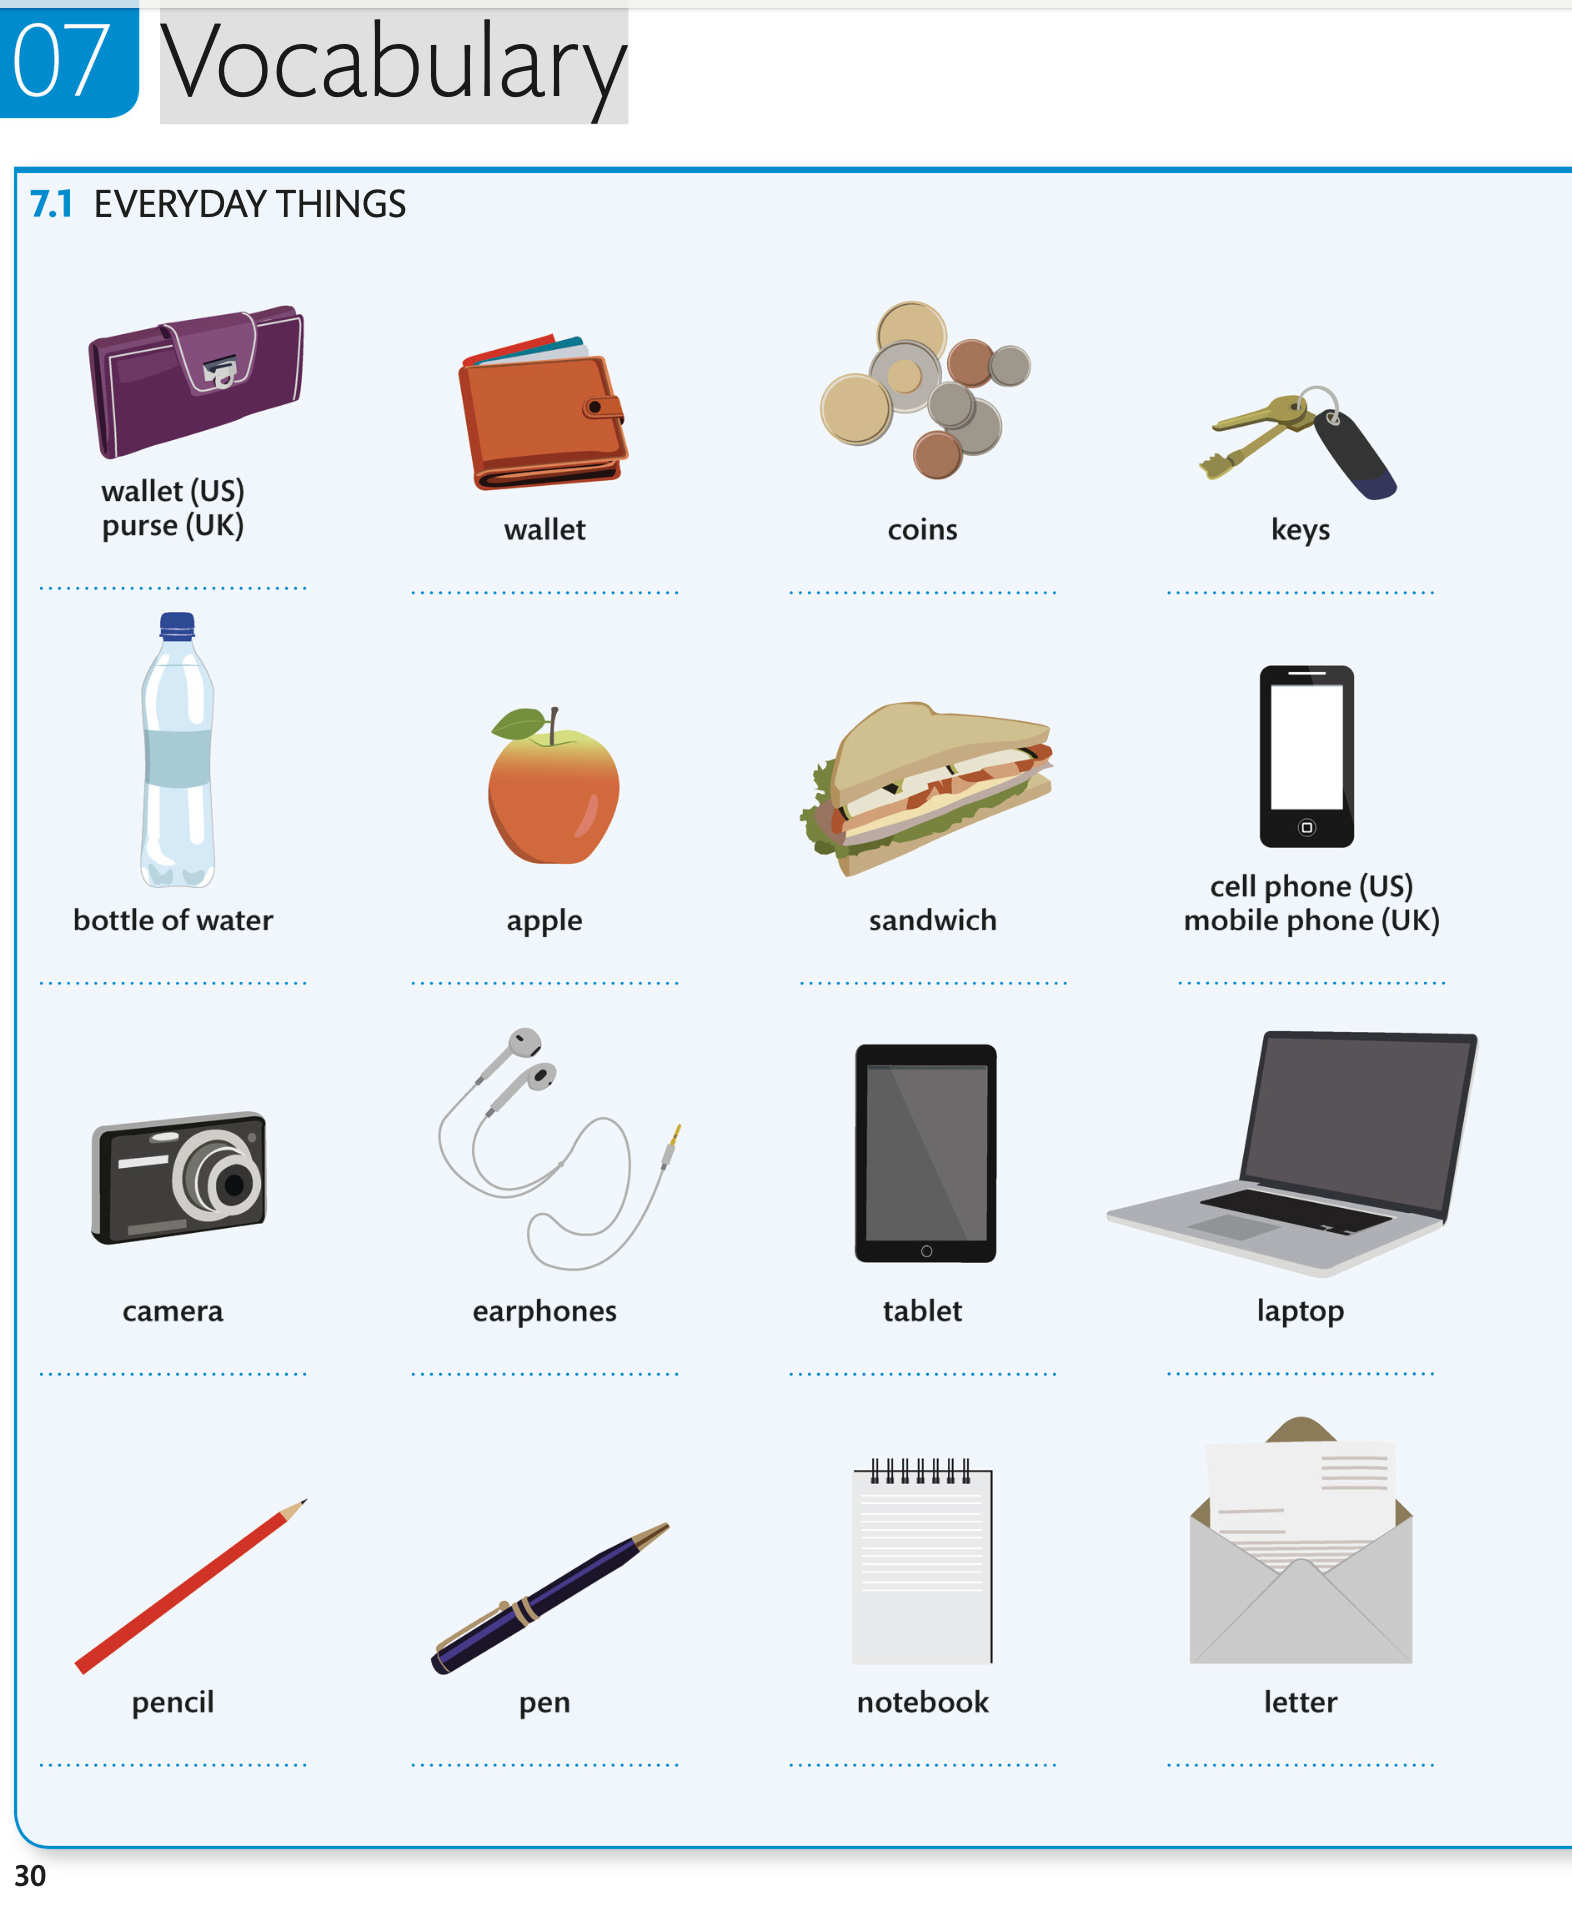 07 Vocabulary
7.1 EVERYDAY THINGS
wallet (US)
purse (UK)
wallet
coins
keys
bottle of water
apple
sandwich
cell phone (US)
mobile phone (UK)
camera
earphones
tablet
laptop
pencil
pen
notebook
letter
30